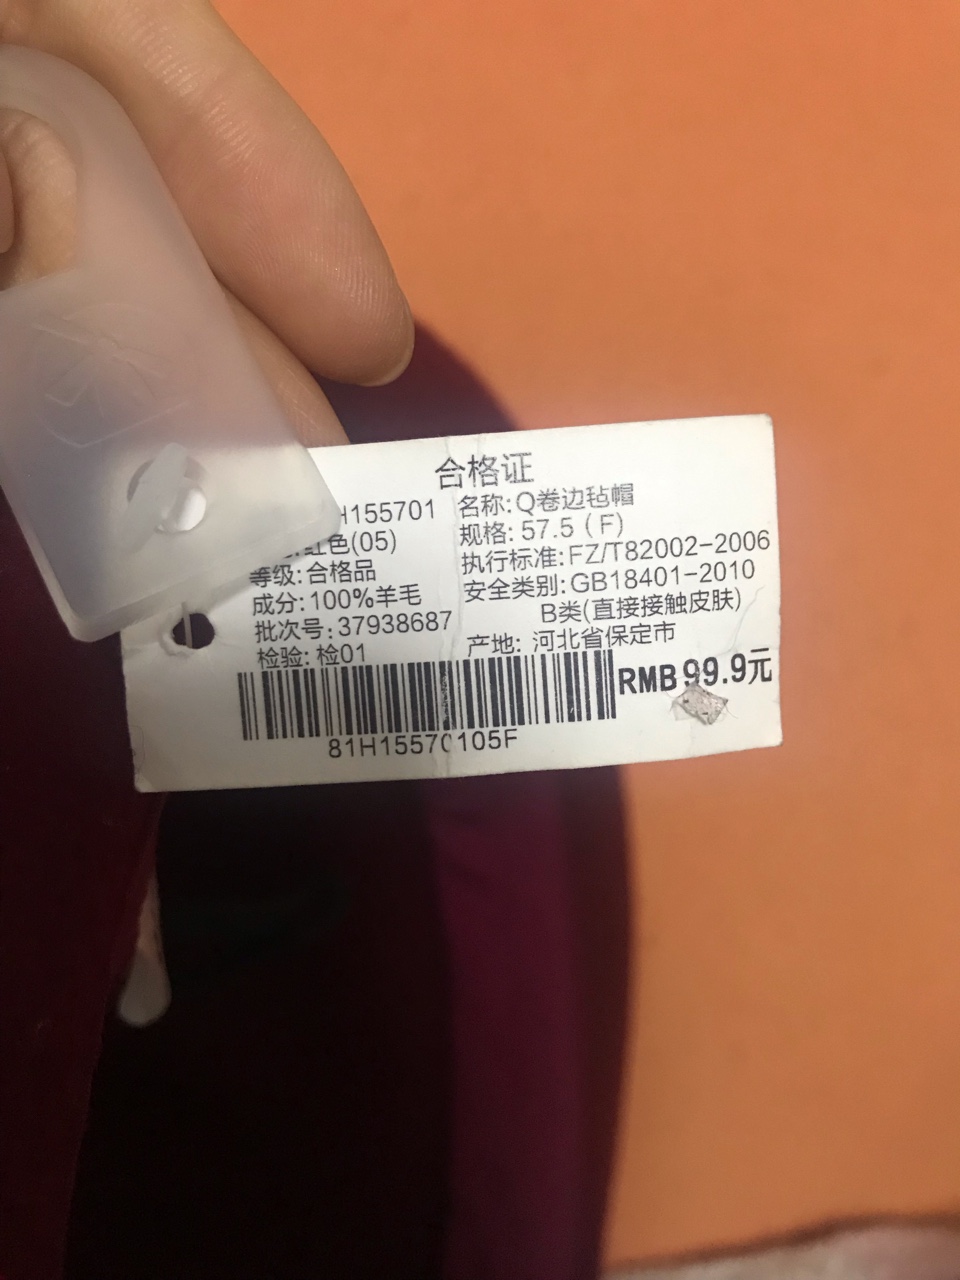 合格证
H155701 名称:Q卷边毡帽
红色(05) 规格:57.5(F)
等级:合格品 执行标准:FZ/T82002-2006
成分:100%羊毛 安全类别:GB18401-2010
批次号:37938687 B类(直接接触皮肤)
检验:检01 产地:河北省保定市
RMB 99.9元
81H15570105F